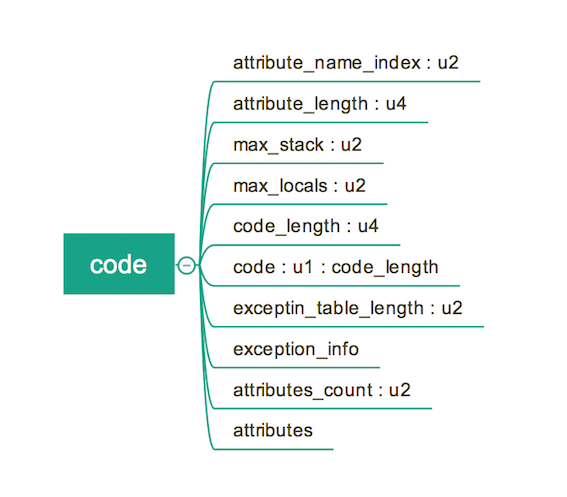 attribute_name_index : u2
attribute_length : u4
max_stack : u2
max_locals : u2
code_length : u4
code
code : u1 : code_length
exceptin_table_length : u2
exception_info
attributes_count : u2
attributes